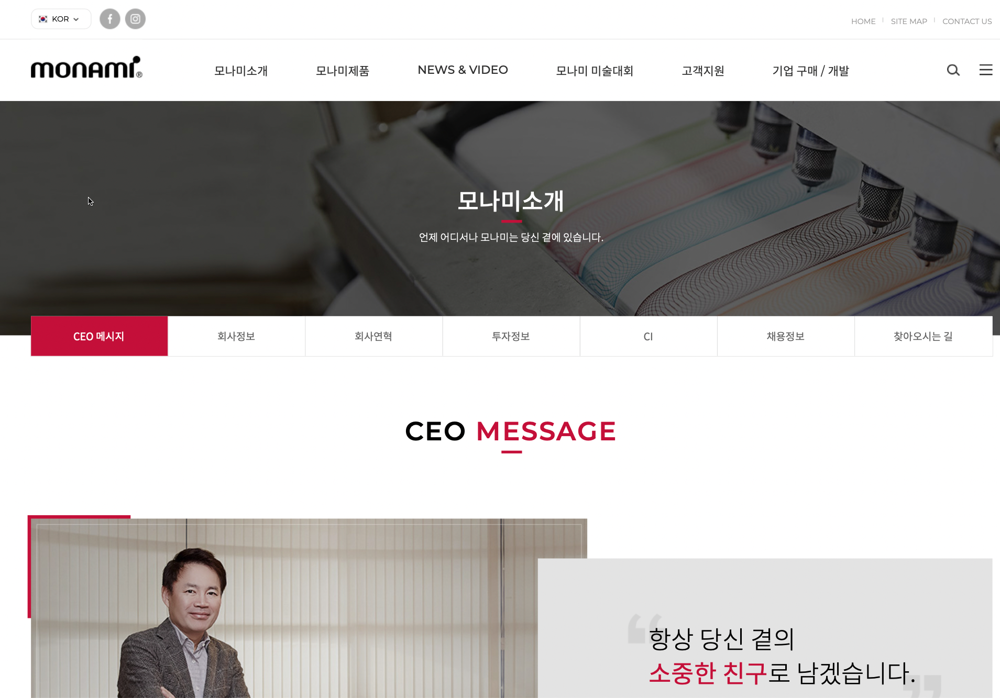 KOR
HOME
SITE MAP
CONTACT US
monami®
모나미소개
모나미제품
NEWS & VIDEO
모나미 미술대회
고객지원
기업 구매 / 개발
모나미소개
언제 어디서나 모나미는 당신 곁에 있습니다.
CEO 메시지
회사정보
회사연혁
투자정보
CI
채용정보
찾아오시는 길
CEO MESSAGE
“항상 당신 곁의
소중한 친구로 남겠습니다.”